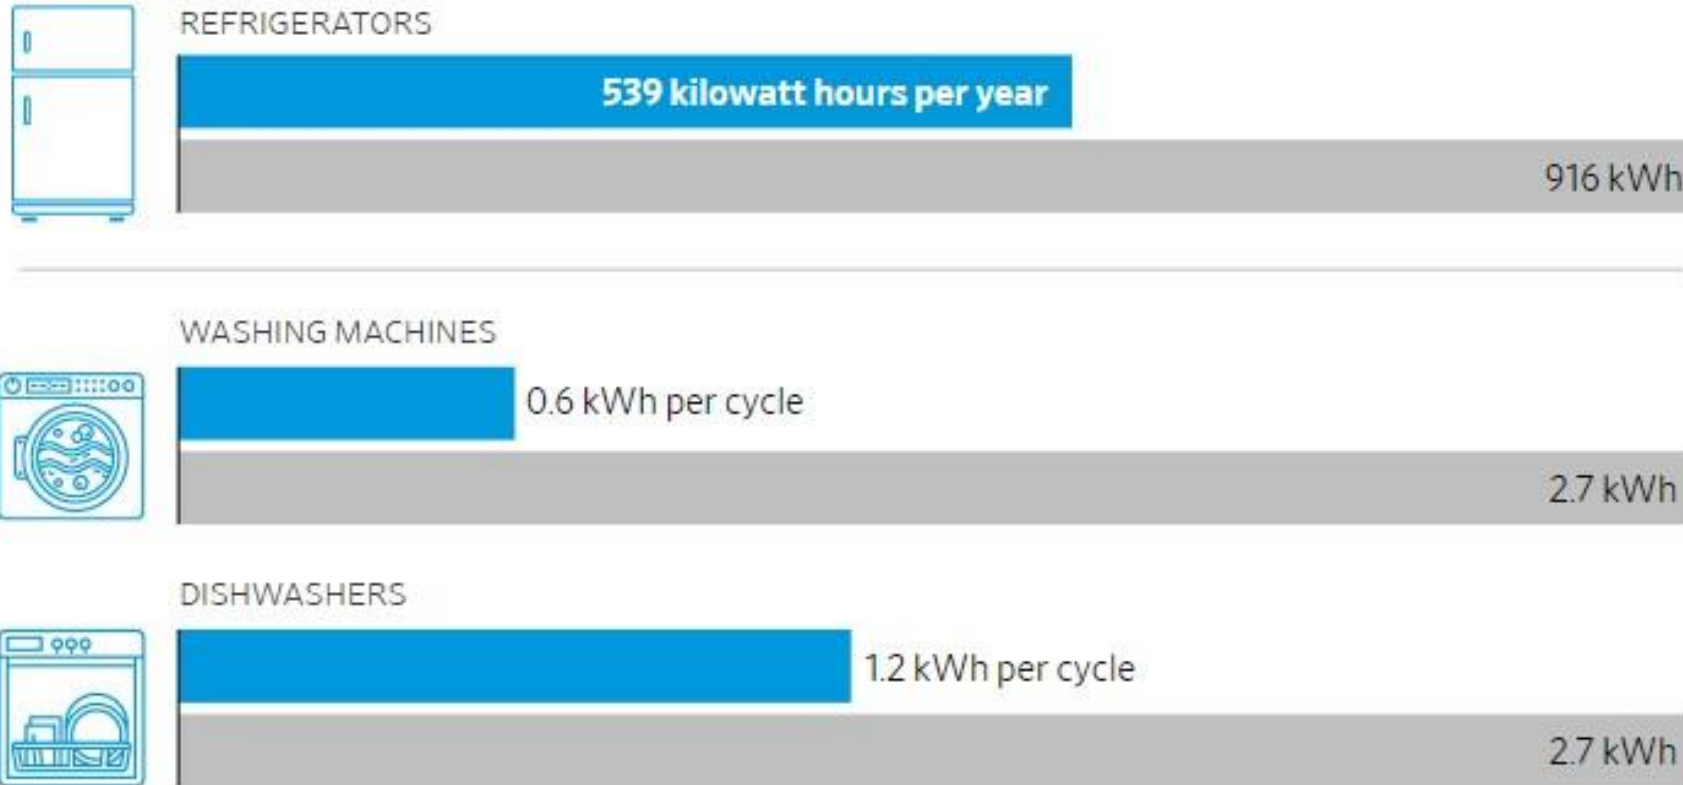 REFRIGERATORS
539 kilowatt hours per year
916 kWh
WASHING MACHINES
0.6 kWh per cycle
2.7 kWh
DISHWASHERS
1.2 kWh per cycle
2.7 kWh